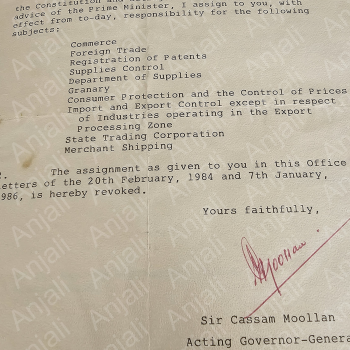 the Constitution and
advice of the Prime Minister, I assign to you, with
effect from to-day, responsibility for the following
subjects:
Commerce
Foreign Trade
Registration of Patents
Supplies Control
Department of Supplies
Granary
Consumer Protection and the Control of Prices
Import and Export Control except in respect
of Industries operating in the Export
Processing Zone
State Trading Corporation
Merchant Shipping
2. The assignment as given to you in this Office
letters of the 20th February, 1984 and 7th January,
1986, is hereby revoked.
Yours faithfully,
Moollan
Sir Cassam Moollan
Acting Governor-Genera
Anjali